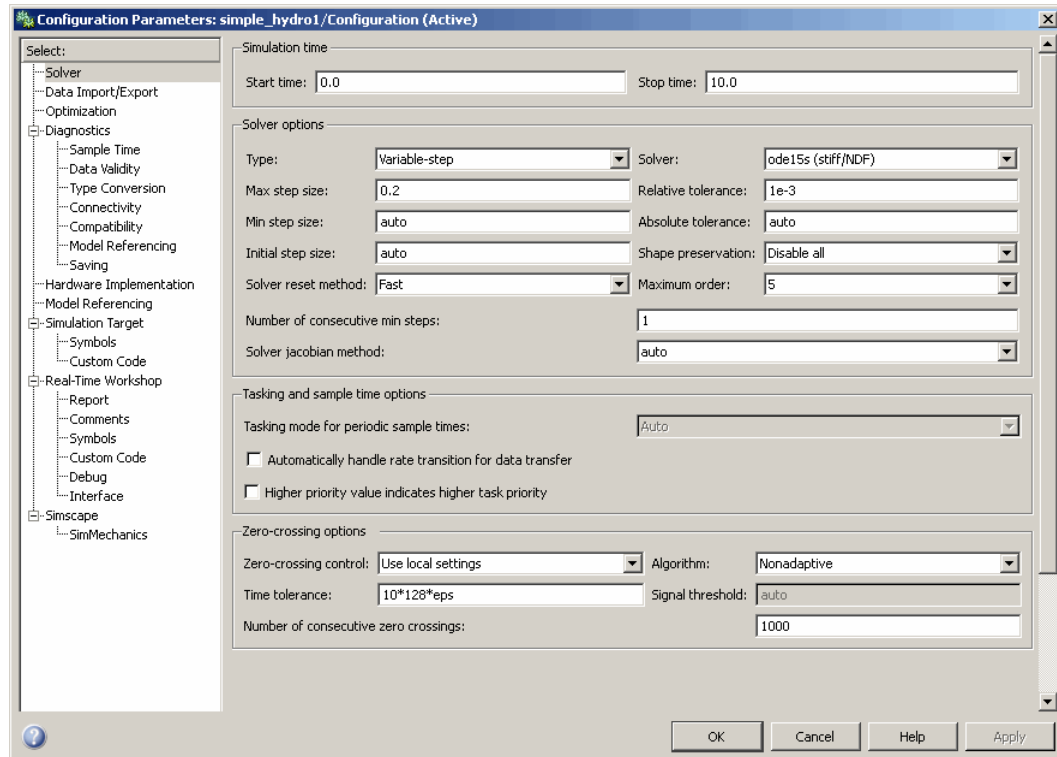 Configuration Parameters: simple_hydro1/Configuration (Active)
Select:
Solver
Data Import/Export
Optimization
Diagnostics
Sample Time
Data Validity
Type Conversion
Connectivity
Compatibility
Model Referencing
Saving
Hardware Implementation
Model Referencing
Simulation Target
Symbols
Custom Code
Real-Time Workshop
Report
Comments
Symbols
Custom Code
Debug
Interface
Simscape
SimMechanics
Simulation time
Start time: 0.0 Stop time: 10.0
Solver options
Type: Variable-step Solver: ode15s (stiff/NDF)
Max step size: 0.2 Relative tolerance: 1e-3
Min step size: auto Absolute tolerance: auto
Initial step size: auto Shape preservation: Disable all
Solver reset method: Fast Maximum order: 5
Number of consecutive min steps: 1
Solver jacobian method: auto
Tasking and sample time options
Tasking mode for periodic sample times: Auto
Automatically handle rate transition for data transfer
Higher priority value indicates higher task priority
Zero-crossing options
Zero-crossing control: Use local settings Algorithm: Nonadaptive
Time tolerance: 10*128*eps Signal threshold: auto
Number of consecutive zero crossings: 1000
OK Cancel Help Apply